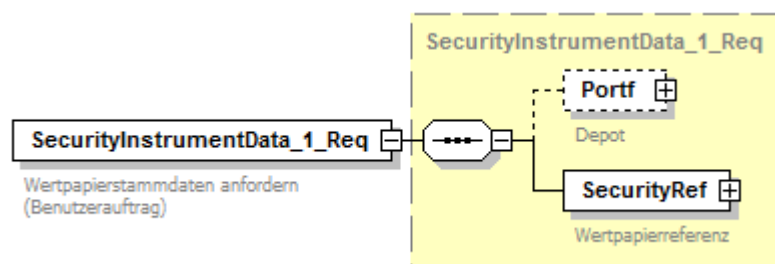 SecurityInstrumentData_1_Req
Portf
Depot
SecurityInstrumentData_1_Req
Wertpapierstammdaten anfordern
(Benutzerauftrag)
SecurityRef
Wertpapierreferenz